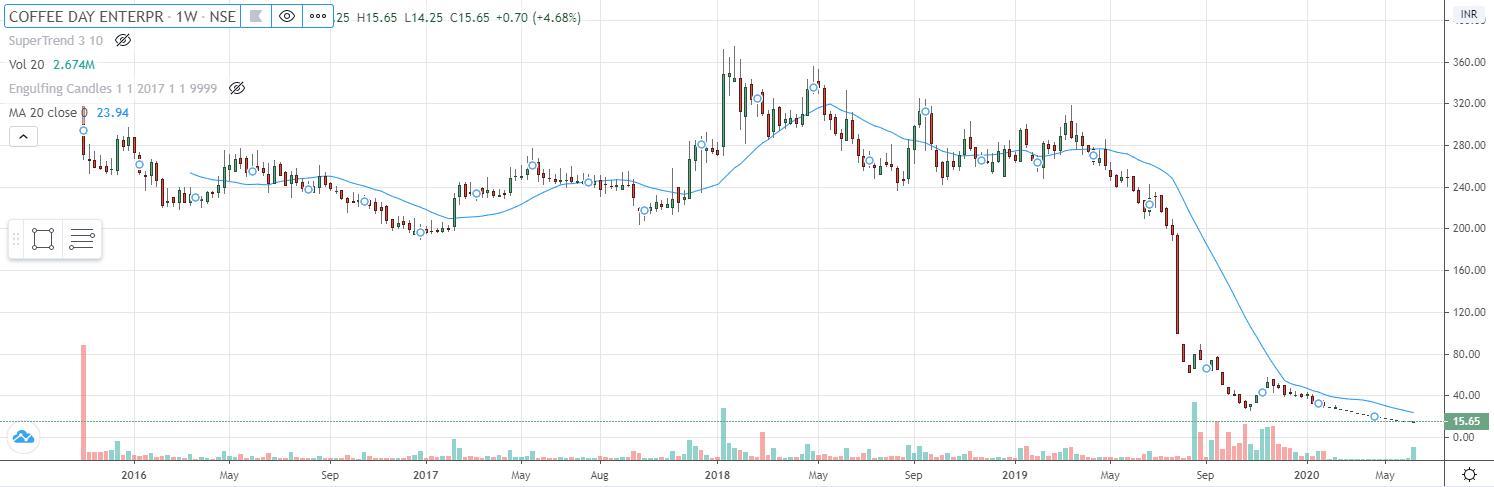 COFFEE DAY ENTERPR · 1W · NSE .25 H15.65 L14.25 C15.65 +0.70 (+4.68%)
INR
SuperTrend 3 10
Vol 20 2.674M
Engulfing Candles 1 1 2017 1 1 9999
MA 20 close 0 23.94
360.00
320.00
280.00
240.00
200.00
160.00
120.00
80.00
40.00
15.65
0.00
2016 May Sep 2017 May Aug 2018 May Sep 2019 May Sep 2020 May